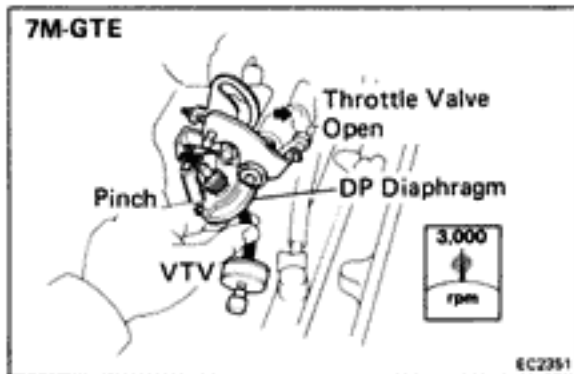 7M-GTE
Throttle Valve
Open
Pinch
DP Diaphragm
VTV
3,000
rpm
EC2351